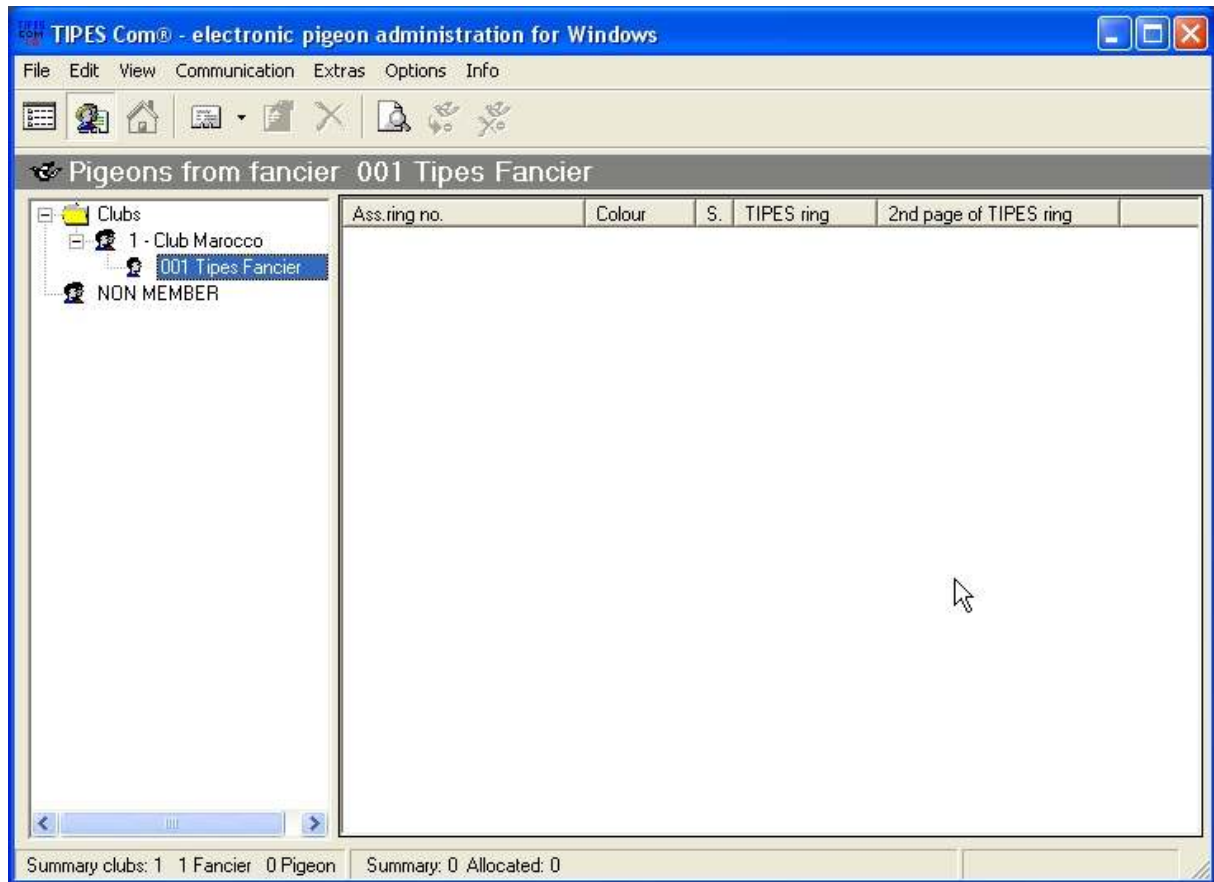 TIPES Com® - electronic pigeon administration for Windows
File Edit View Communication Extras Options Info
Pigeons from fancier 001 Tipes Fancier
Clubs
1 - Club Marocco
001 Tipes Fancier
NON MEMBER
Ass.ring no. Colour S. TIPES ring 2nd page of TIPES ring
Summary clubs: 1 1 Fancier 0 Pigeon Summary: 0 Allocated: 0